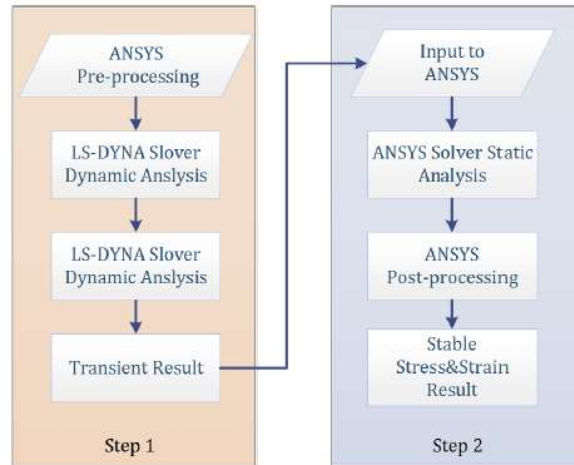 ANSYS
Pre-processing
LS-DYNA Slover
Dynamic Anslysis
LS-DYNA Slover
Dynamic Anslysis
Transient Result
Step 1
Input to
ANSYS
ANSYS Solver Static
Analysis
ANSYS
Post-processing
Stable
Stress&Strain
Result
Step 2